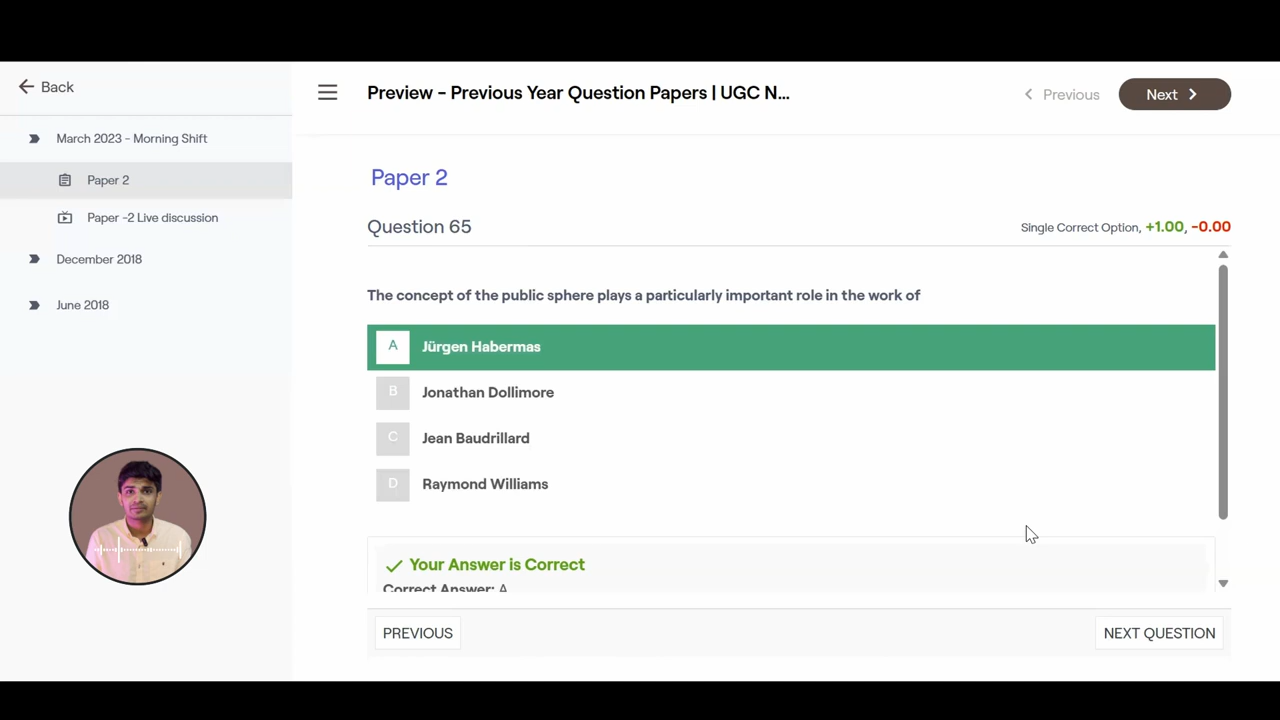 Back
Preview - Previous Year Question Papers | UGC N...
Previous
Next
March 2023 - Morning Shift
Paper 2
Paper -2 Live discussion
December 2018
June 2018
Paper 2
Question 65
Single Correct Option, +1.00, -0.00
The concept of the public sphere plays a particularly important role in the work of
A Jürgen Habermas
B Jonathan Dollimore
C Jean Baudrillard
D Raymond Williams
Your Answer is Correct
Correct Answer: A
PREVIOUS
NEXT QUESTION